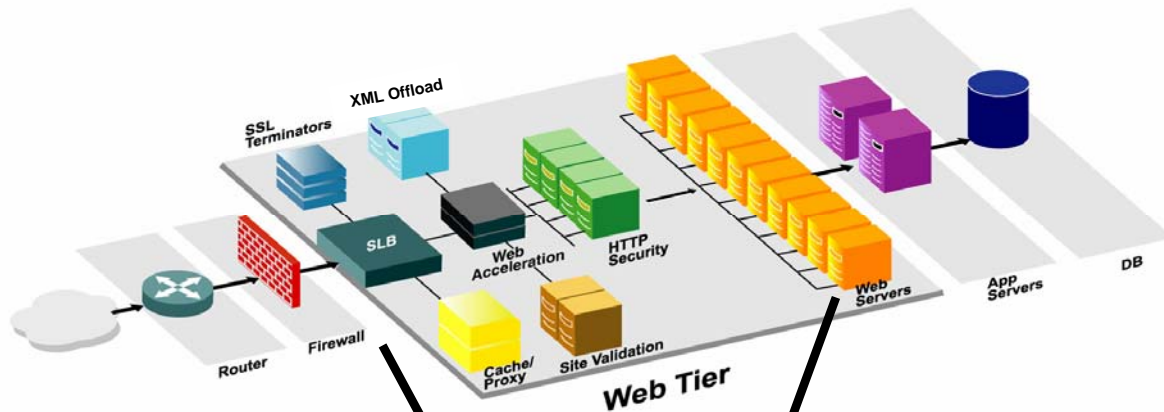 XML Offload
SSL
Terminators
SLB
Web
Acceleration
HTTP
Security
Web
Servers
App
Servers
DB
Router
Firewall
Cache/
Proxy
Site Validation
Web Tier